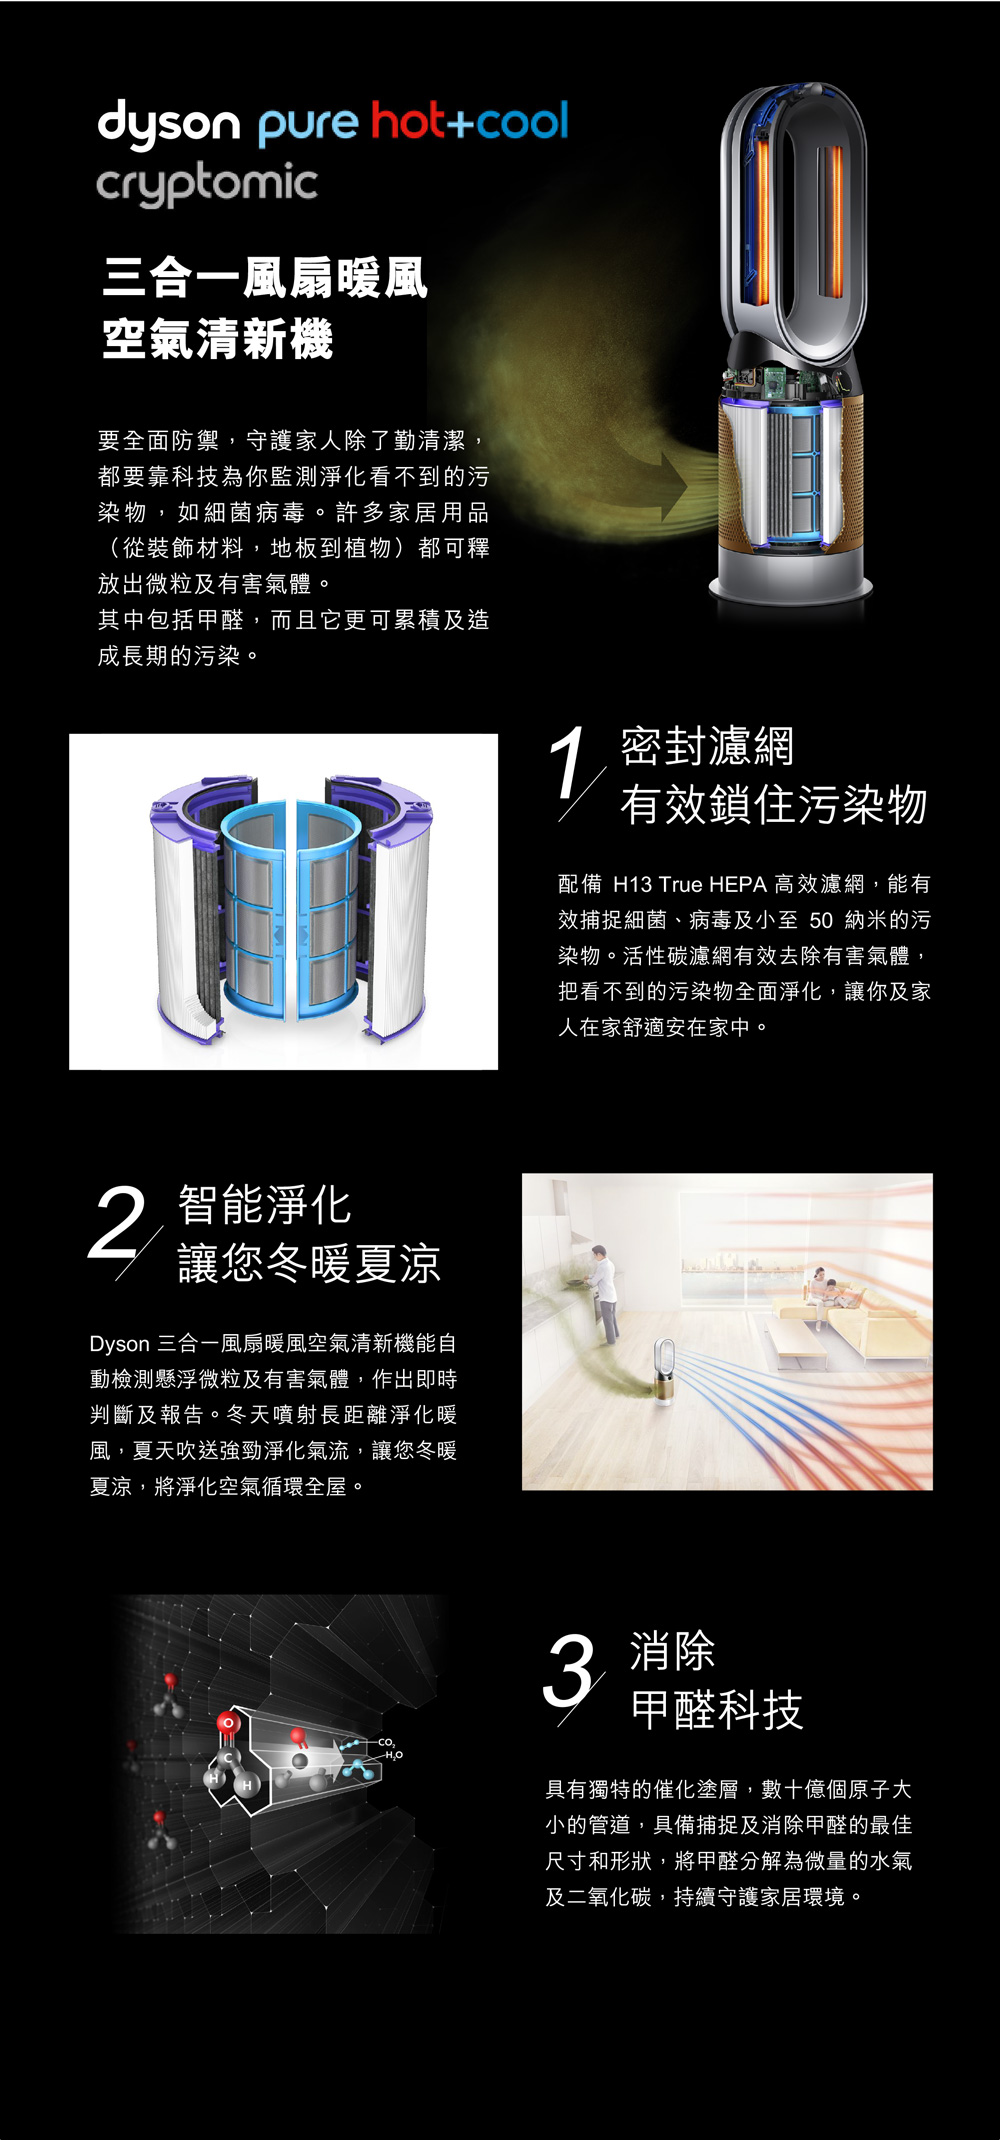 dyson pure hot+cool
cryptomic
三合一風扇暖風
空氣清新機
要全面防禦，守護家人除了勤清潔，
都要靠科技為你監測淨化看不到的污
染物，如細菌病毒。許多家居用品
（從裝飾材料，地板到植物）都可釋
放出微粒及有害氣體。
其中包括甲醛，而且它更可累積及造
成長期的污染。
1 密封濾網
有效鎖住污染物
配備 H13 True HEPA 高效濾網，能有
效捕捉細菌、病毒及小至 50 納米的污
染物。活性碳濾網有效去除有害氣體，
把看不到的污染物全面淨化，讓你及家
人在家舒適安在家中。
2 智能淨化
讓您冬暖夏涼
Dyson 三合一風扇暖風空氣清新機能自
動檢測懸浮微粒及有害氣體，作出即時
判斷及報告。冬天噴射長距離淨化暖
風，夏天吹送強勁淨化氣流，讓您冬暖
夏涼，將淨化空氣循環全屋。
O
C
H H
CO₂
H₂O
3 消除
甲醛科技
具有獨特的催化塗層，數十億個原子大
小的管道，具備捕捉及消除甲醛的最佳
尺寸和形狀，將甲醛分解為微量的水氣
及二氧化碳，持續守護家居環境。